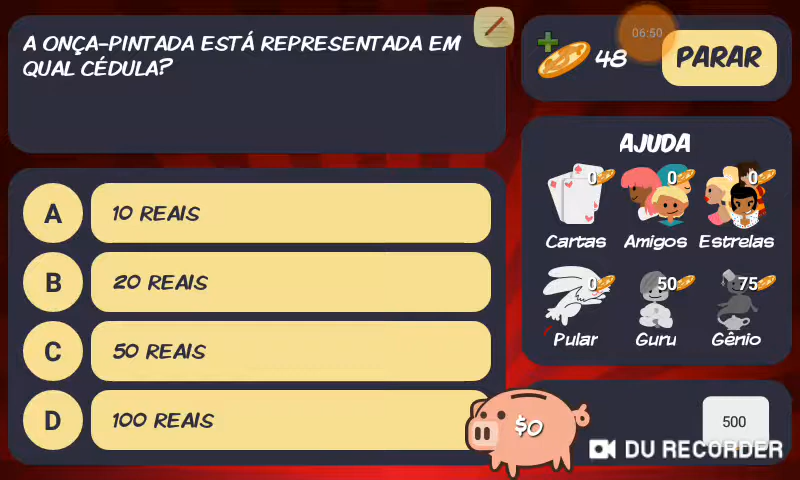 A ONÇA-PINTADA ESTÁ REPRESENTADA EM
QUAL CÉDULA?
06:50
48
PARAR
AJUDA
0
0
0
Cartas
Amigos
Estrelas
0
50
75
Pular
Guru
Gênio
A
10 REAIS
B
20 REAIS
C
50 REAIS
D
100 REAIS
$0
500
DU RECORDER